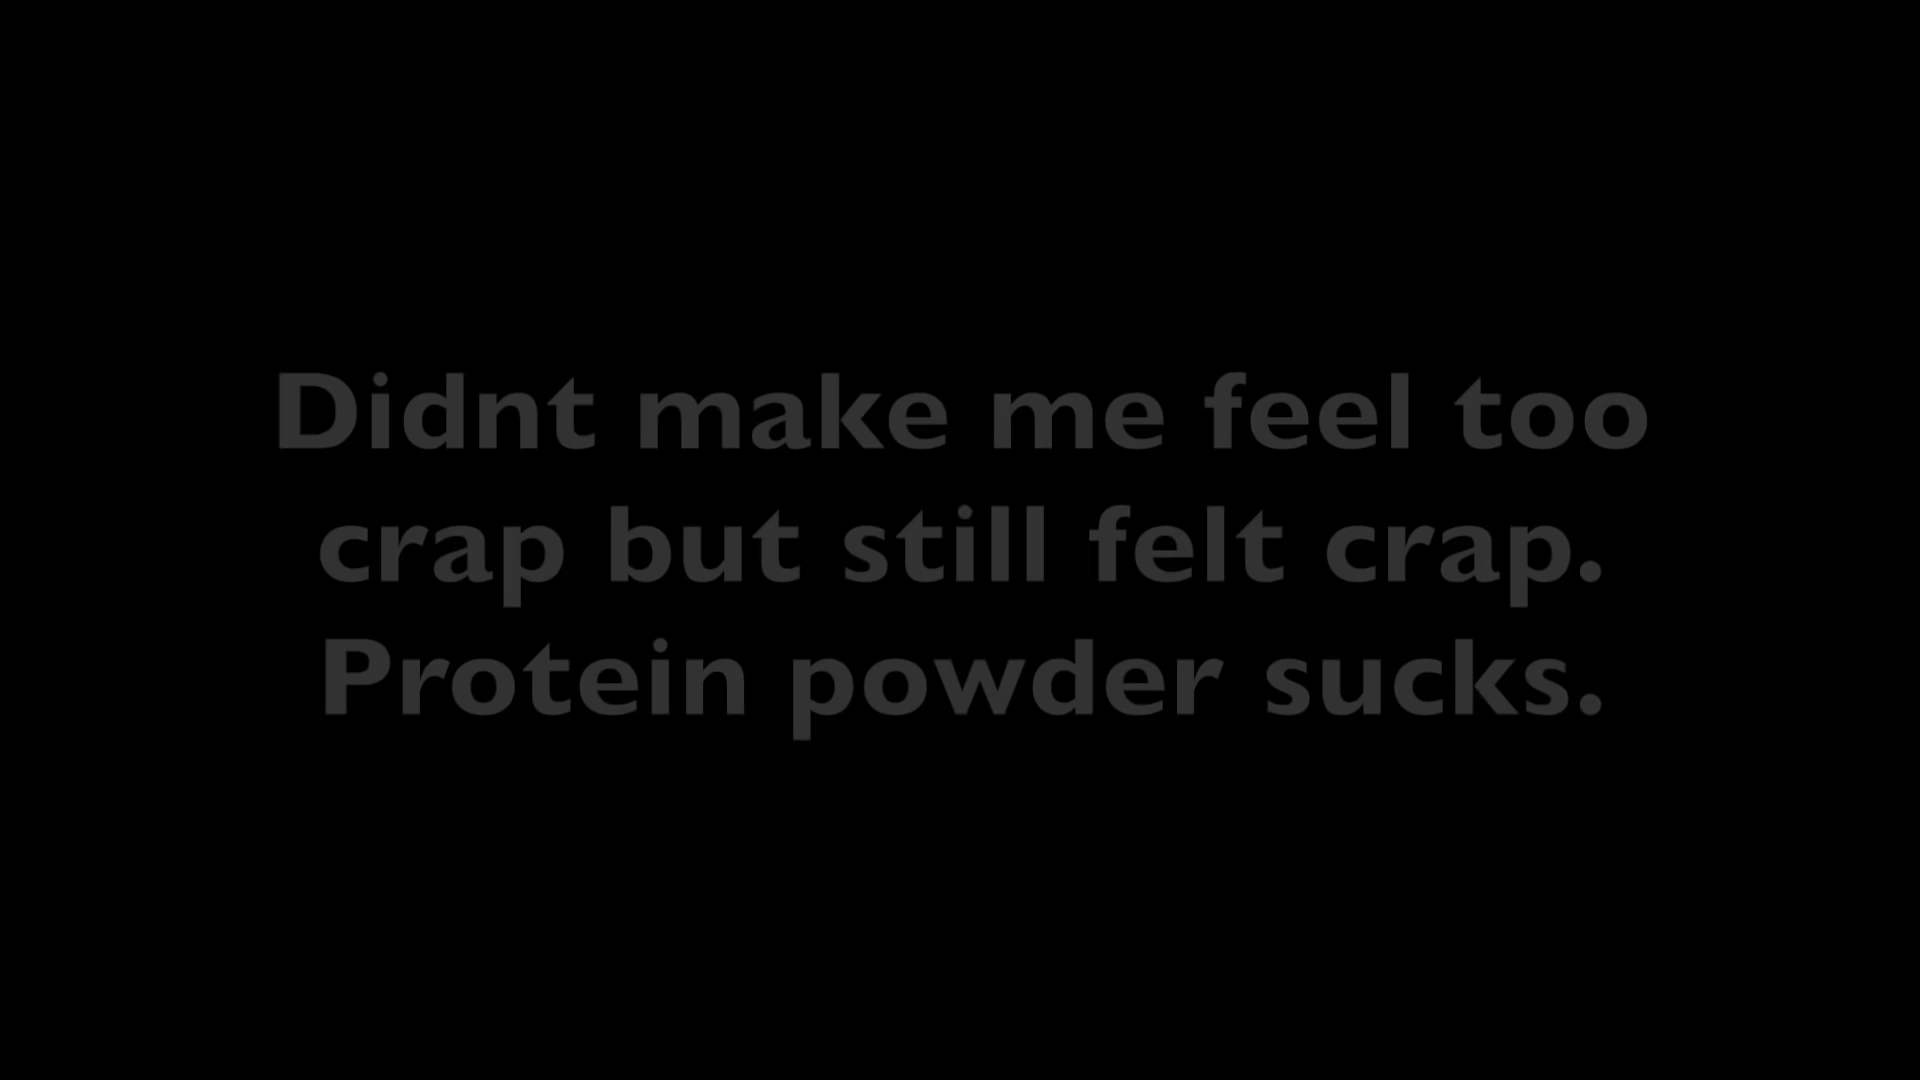 Didnt make me feel too
crap but still felt crap.
Protein powder sucks.